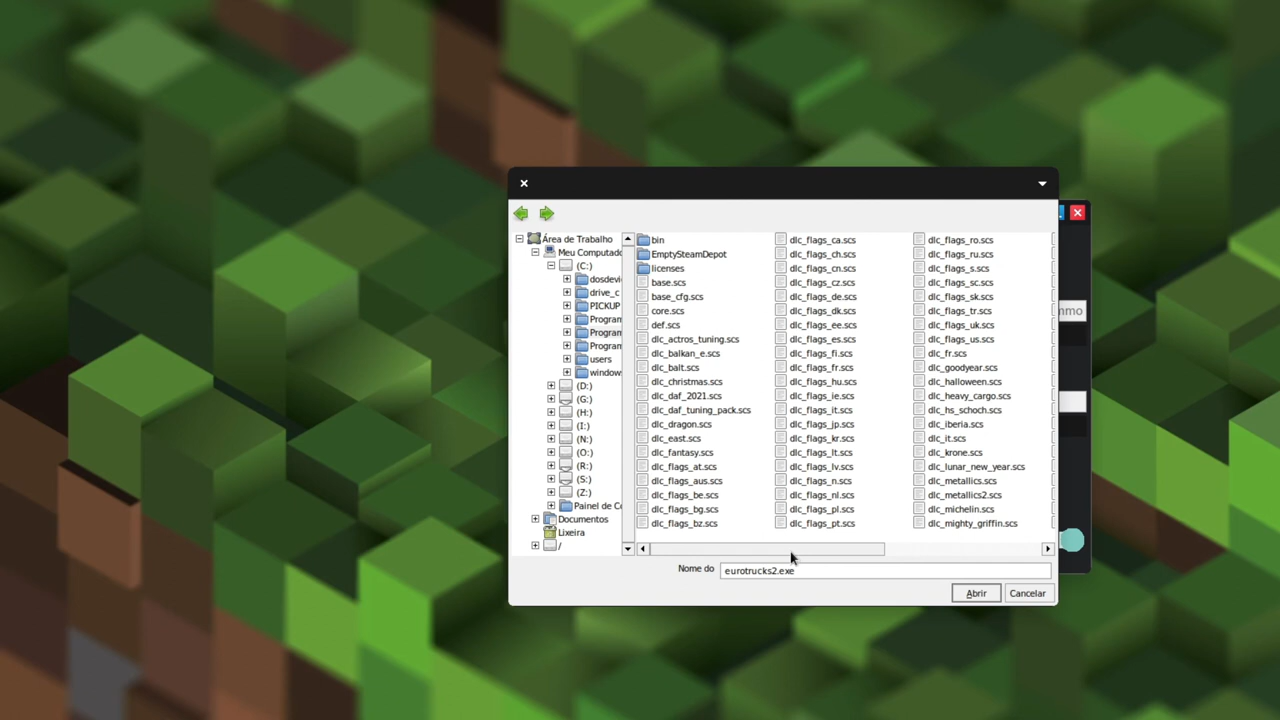 Área de Trabalho
Meu Computado
(C:)
dosdevi
drive_c
PICKUP
Program
Program
Program
users
window
(D:)
(G:)
(H:)
(I:)
(N:)
(O:)
(R:)
(S:)
(Z:)
Painel de Co
Documentos
Lixeira
/
bin
EmptySteamDepot
licenses
base.scs
base_cfg.scs
core.scs
def.scs
dlc_actros_tuning.scs
dlc_balkan_e.scs
dlc_balt.scs
dlc_christmas.scs
dlc_daf_2021.scs
dlc_daf_tuning_pack.scs
dlc_dragon.scs
dlc_east.scs
dlc_fantasy.scs
dlc_flags_at.scs
dlc_flags_aus.scs
dlc_flags_be.scs
dlc_flags_bg.scs
dlc_flags_bz.scs
dlc_flags_ca.scs
dlc_flags_ch.scs
dlc_flags_cn.scs
dlc_flags_cz.scs
dlc_flags_de.scs
dlc_flags_dk.scs
dlc_flags_ee.scs
dlc_flags_es.scs
dlc_flags_fi.scs
dlc_flags_fr.scs
dlc_flags_hu.scs
dlc_flags_ie.scs
dlc_flags_it.scs
dlc_flags_jp.scs
dlc_flags_kr.scs
dlc_flags_lt.scs
dlc_flags_lv.scs
dlc_flags_n.scs
dlc_flags_nl.scs
dlc_flags_pl.scs
dlc_flags_pt.scs
dlc_flags_ro.scs
dlc_flags_ru.scs
dlc_flags_s.scs
dlc_flags_sc.scs
dlc_flags_sk.scs
dlc_flags_tr.scs
dlc_flags_uk.scs
dlc_flags_us.scs
dlc_fr.scs
dlc_goodyear.scs
dlc_halloween.scs
dlc_heavy_cargo.scs
dlc_hs_schoch.scs
dlc_iberia.scs
dlc_it.scs
dlc_krone.scs
dlc_lunar_new_year.scs
dlc_metallics.scs
dlc_metallics2.scs
dlc_michelin.scs
dlc_mighty_griffin.scs
mmo
Nome do
eurotrucks2.exe
Abrir
Cancelar